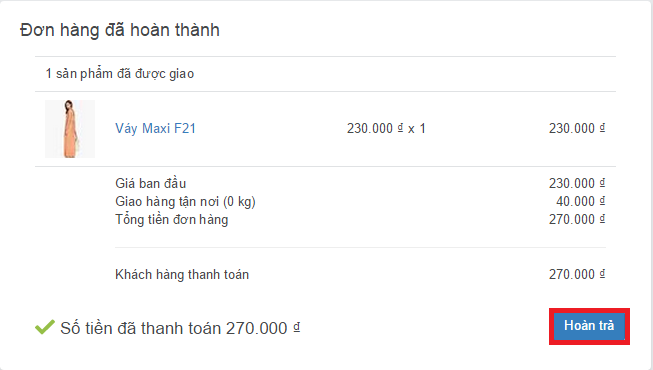 Đơn hàng đã hoàn thành
1 sản phẩm đã được giao
Váy Maxi F21 230.000 ₫ x 1 230.000 ₫
Giá ban đầu 230.000 ₫
Giao hàng tận nơi (0 kg) 40.000 ₫
Tổng tiền đơn hàng 270.000 ₫
Khách hàng thanh toán 270.000 ₫
Số tiền đã thanh toán 270.000 ₫ Hoàn trả